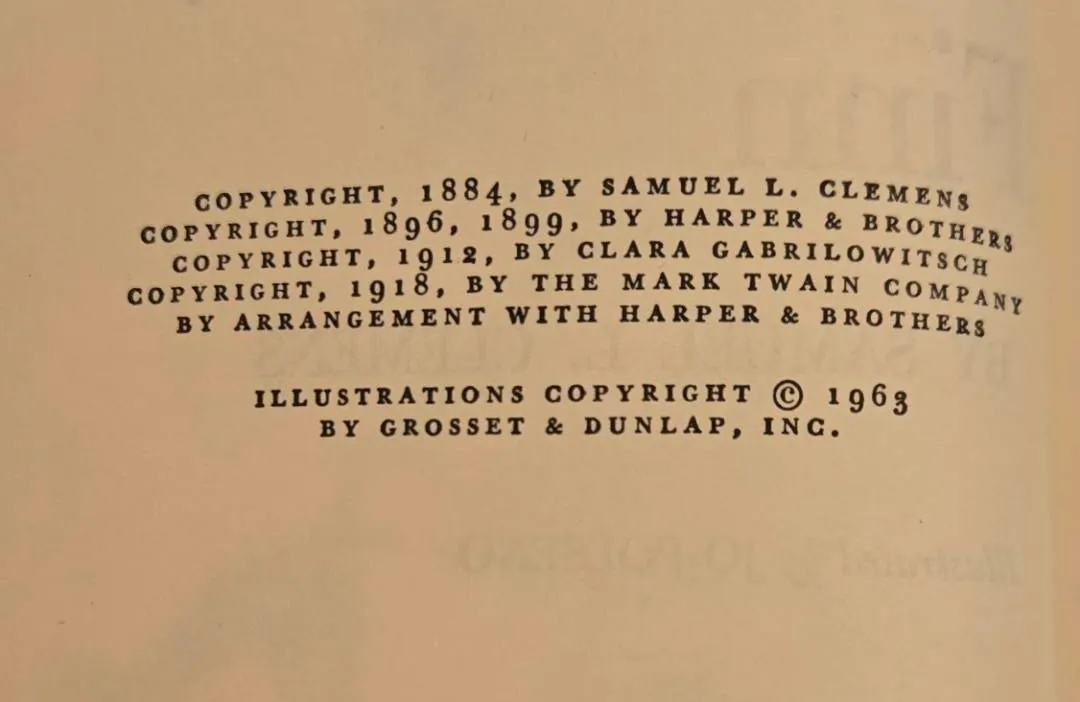 COPYRIGHT, 1884, BY SAMUEL L. CLEMENS
COPYRIGHT, 1896, 1899, BY HARPER & BROTHERS
COPYRIGHT, 1912, BY CLARA GABRILOWITSCH
COPYRIGHT, 1918, BY THE MARK TWAIN COMPANY
BY ARRANGEMENT WITH HARPER & BROTHERS
ILLUSTRATIONS COPYRIGHT © 1963
BY GROSSET & DUNLAP, INC.